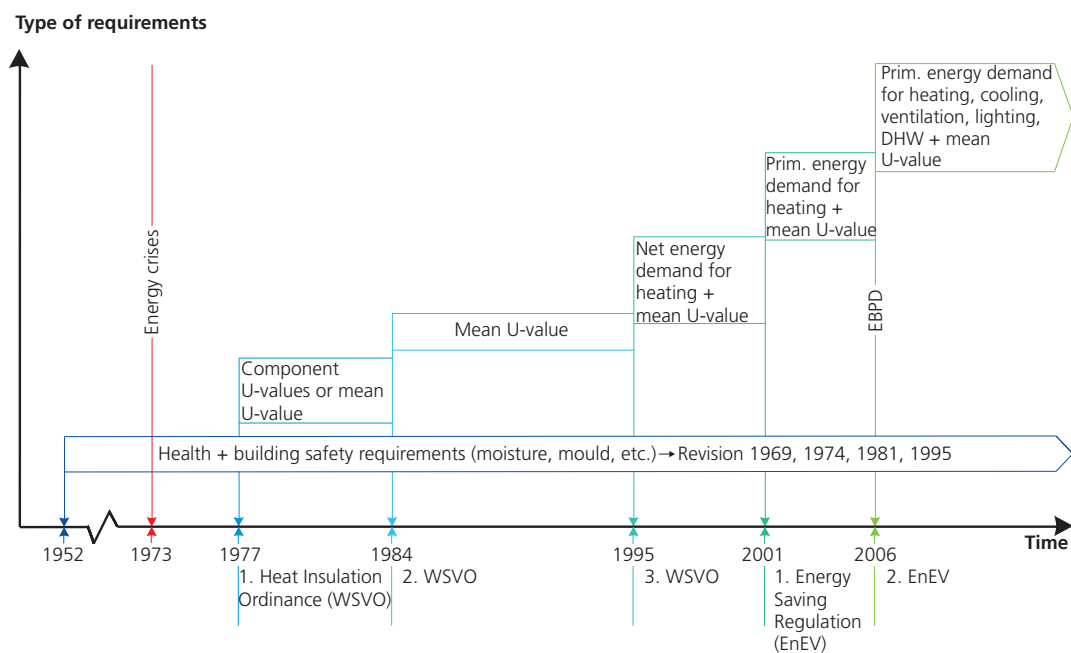 Type of requirements
Prim. energy demand
for heating, cooling,
ventilation, lighting,
DHW + mean
U-value
Prim. energy
demand for
heating +
mean U-value
Net energy
demand for
heating +
mean U-value
Mean U-value
Component
U-values or mean
U-value
Energy crises
EBPD
Health + building safety requirements (moisture, mould, etc.)→Revision 1969, 1974, 1981, 1995
Time
1952
1973
1977
1984
1995
2001
2006
1. Heat Insulation
Ordinance (WSVO)
2. WSVO
3. WSVO
1. Energy
Saving
Regulation
(EnEV)
2. EnEV